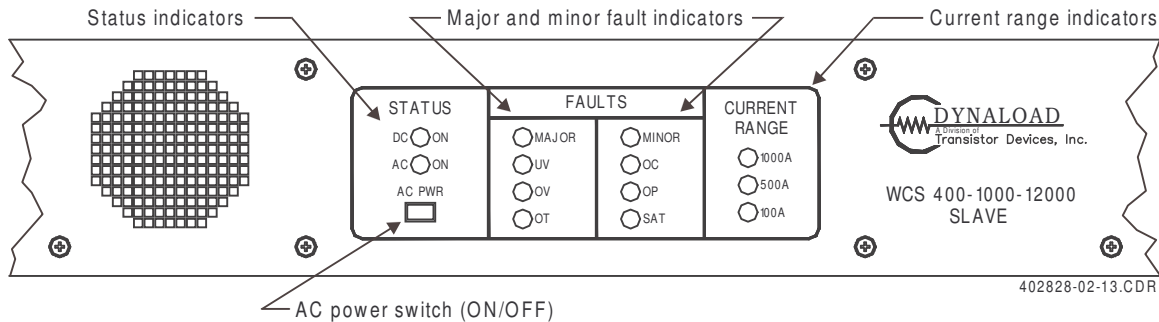 Status indicators
Major and minor fault indicators
Current range indicators
STATUS
DC ON
AC ON
AC PWR
FAULTS
MAJOR
UV
OV
OT
MINOR
OC
OP
SAT
CURRENT
RANGE
1000A
500A
100A
DYNALOAD
A Division of
Transistor Devices, Inc.
WCS 400-1000-12000
SLAVE
402828-02-13.CDR
AC power switch (ON/OFF)